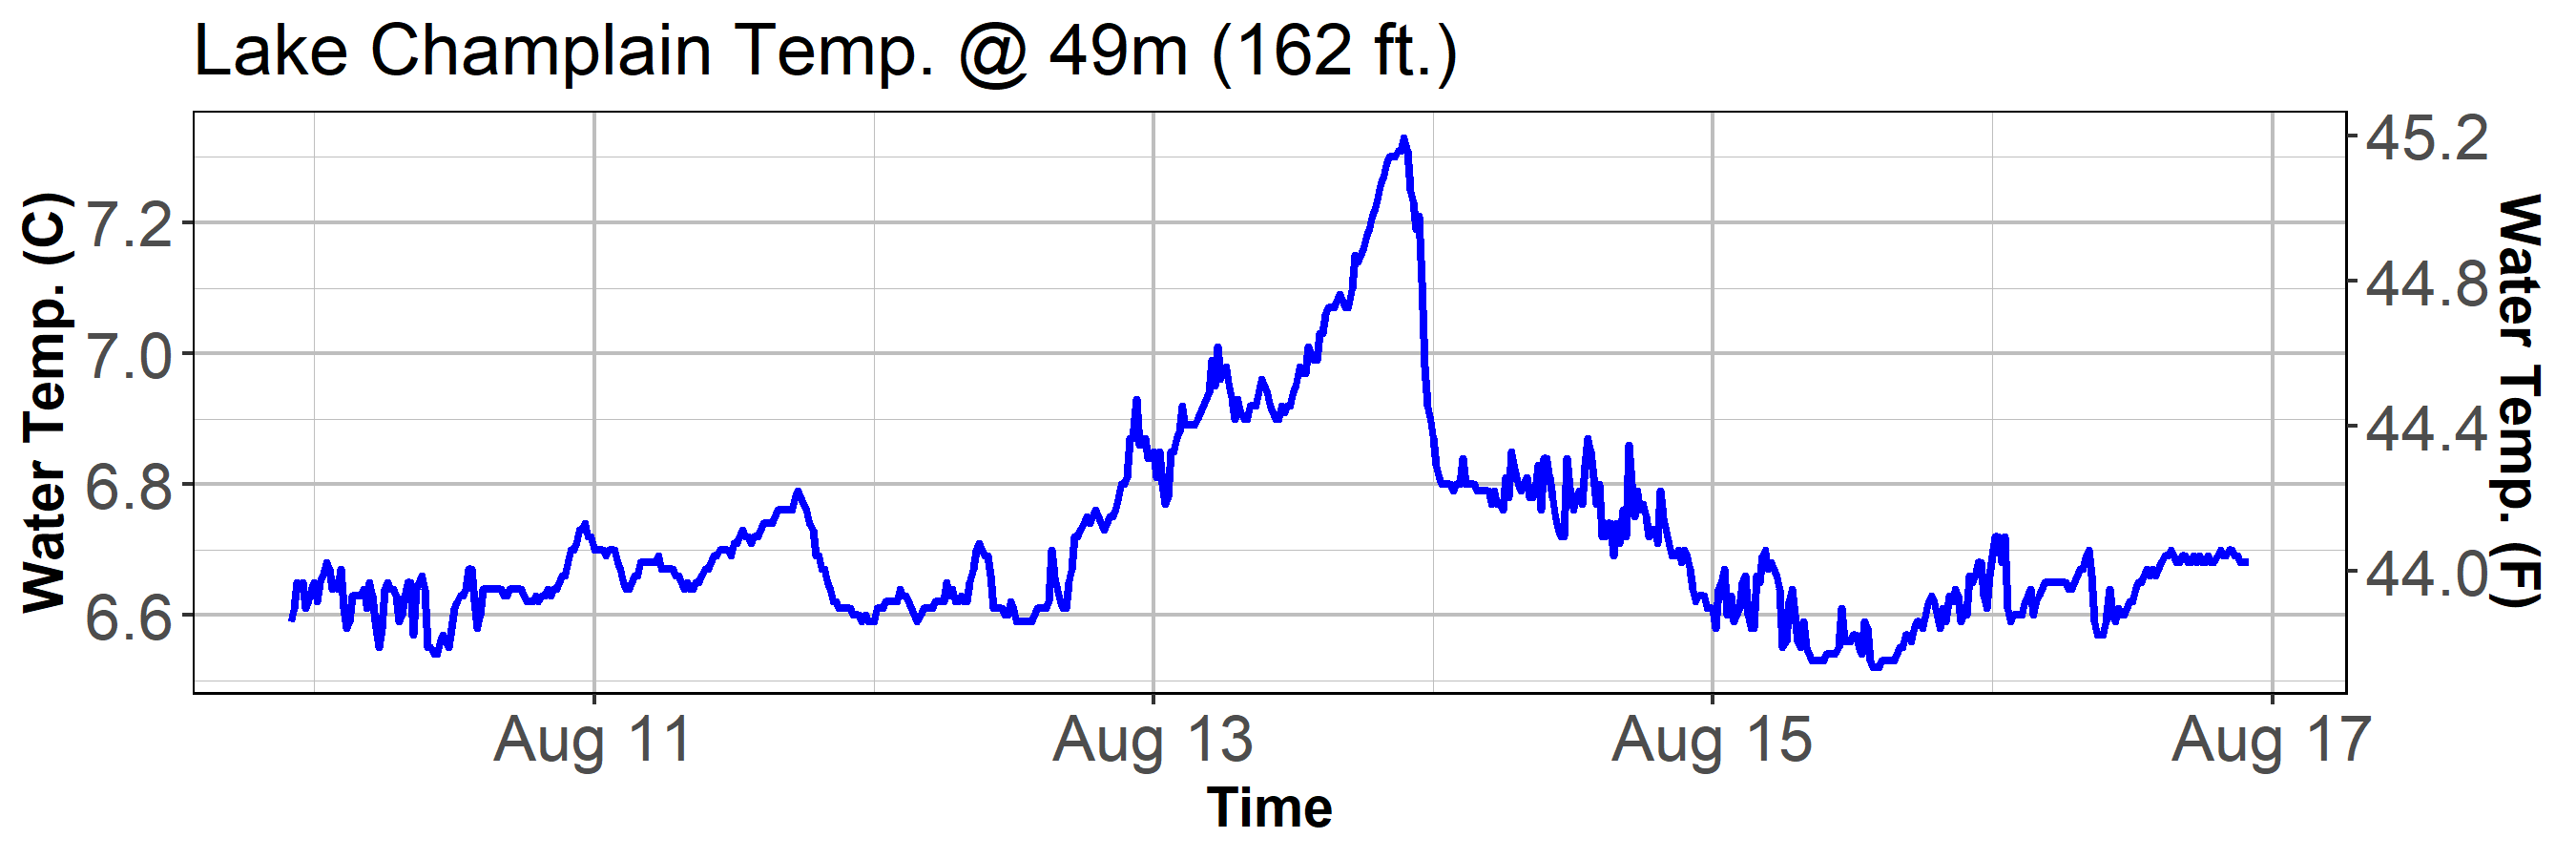 Lake Champlain Temp. @ 49m (162 ft.)
Water Temp. (C)
7.2
7.0
6.8
6.6
45.2
44.8
44.4
44.0
Water Temp. (F)
Aug 11 Aug 13 Aug 15 Aug 17
Time